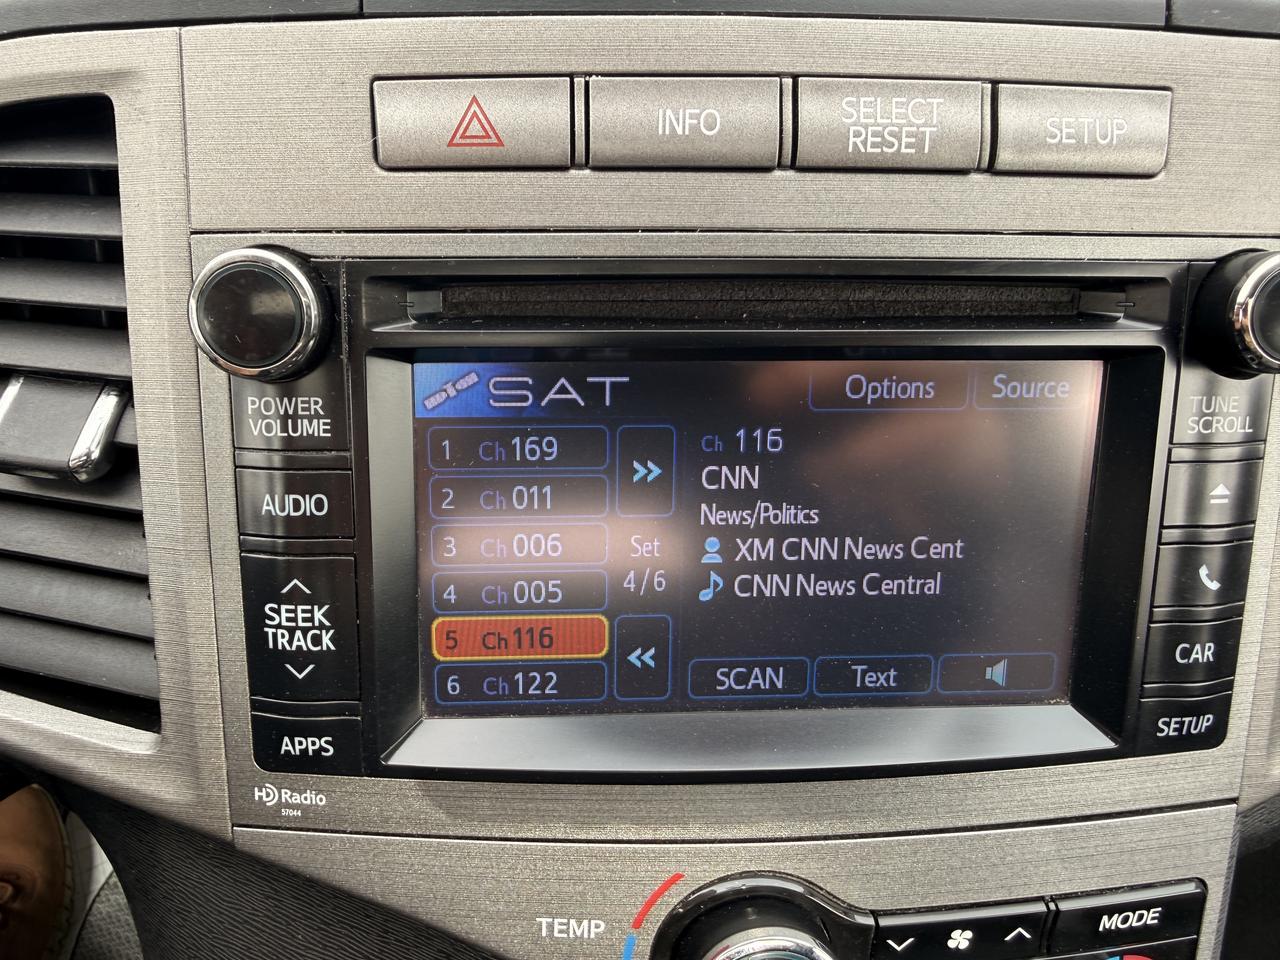 INFO
SELECT
RESET
SETUP
POWER
VOLUME
AUDIO
SEEK
TRACK
APPS
HD Radio
57044
SAT
Options
Source
1 Ch 169
2 Ch 011
3 Ch 006
4 Ch 005
5 Ch 116
6 Ch 122
>>
Set
4/6
<<
Ch 116
CNN
News/Politics
XM CNN News Cent
CNN News Central
SCAN
Text
TUNE
SCROLL
CAR
SETUP
TEMP
MODE